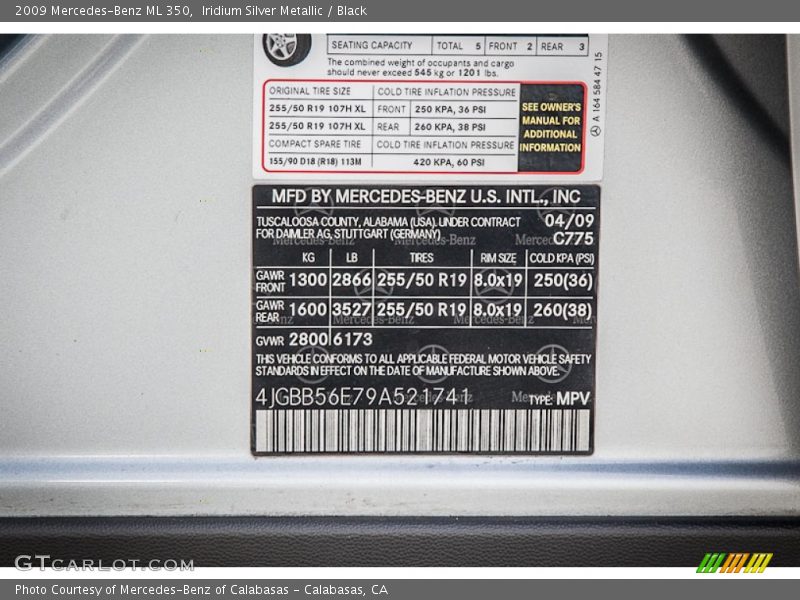 2009 Mercedes-Benz ML 350,  Iridium Silver Metallic / Black
SEATING CAPACITY TOTAL 5 FRONT 2 REAR 3
The combined weight of occupants and cargo
should never exceed 545 kg or 1201 lbs.
ORIGINAL TIRE SIZE COLD TIRE INFLATION PRESSURE
255/50 R19 107H XL FRONT 250 KPA, 36 PSI
255/50 R19 107H XL REAR 260 KPA, 38 PSI
COMPACT SPARE TIRE COLD TIRE INFLATION PRESSURE
155/90 D18 (R18) 113M 420 KPA, 60 PSI
SEE OWNER'S
MANUAL FOR
ADDITIONAL
INFORMATION
A 164 584 47 15
MFD BY MERCEDES-BENZ U.S. INTL., INC
TUSCALOOSA COUNTY, ALABAMA (USA), UNDER CONTRACT 04/09
FOR DAIMLER AG, STUTTGART (GERMANY) C775
KG LB TIRES RIM SIZE COLD KPA (PSI)
GAWR FRONT 1300 2866 255/50 R19 8.0x19 250(36)
GAWR REAR 1600 3527 255/50 R19 8.0x19 260(38)
GVWR 2800 6173
THIS VEHICLE CONFORMS TO ALL APPLICABLE FEDERAL MOTOR VEHICLE SAFETY
STANDARDS IN EFFECT ON THE DATE OF MANUFACTURE SHOWN ABOVE.
4JGBB56E79A521741 TYPE: MPV
GTCARLOT.COM
Photo Courtesy of Mercedes-Benz of Calabasas - Calabasas, CA